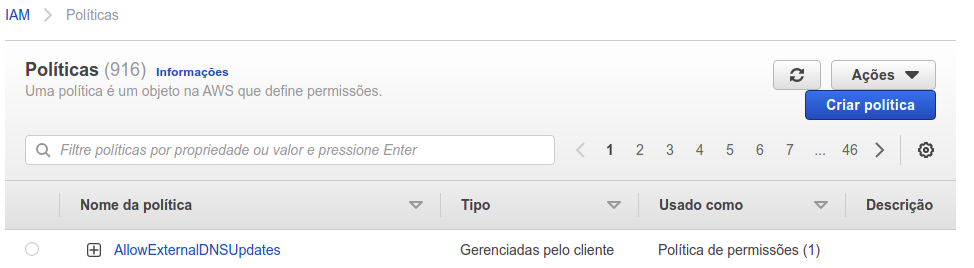 IAM > Políticas
Políticas (916) Informações
Uma política é um objeto na AWS que define permissões.
Ações
Criar política
Filtre políticas por propriedade ou valor e pressione Enter
< 1 2 3 4 5 6 7 ... 46 >
Nome da política Tipo Usado como Descrição
AllowExternalDNSUpdates Gerenciadas pelo cliente Política de permissões (1)